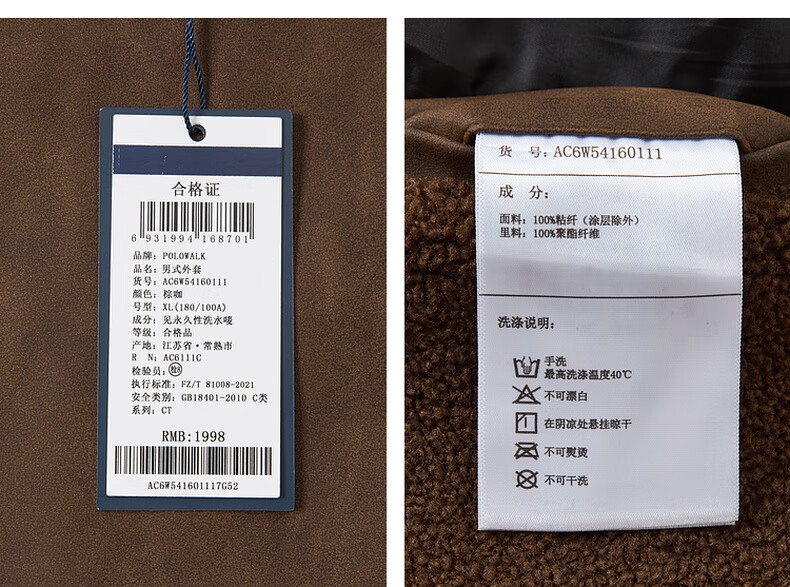 合格证
6 931994 168701
品牌: POLOWALK
品名: 男式外套
货号: AC6W54160111
颜色: 棕咖
号型: XL(180/100A)
成分: 见永久性洗水唛
等级: 合格品
产地: 江苏省·常熟市
R N: AC6111C
检验员: 检8
执行标准: FZ/T 81008-2021
安全类别: GB18401-2010 C类
系列: CT
RMB:1998
AC6W541601117G52
货 号: AC6W54160111
成 分:
面料: 100%粘纤(涂层除外)
里料: 100%聚酯纤维
洗涤说明:
手洗
最高洗涤温度40℃
不可漂白
在阴凉处悬挂晾干
不可熨烫
不可干洗